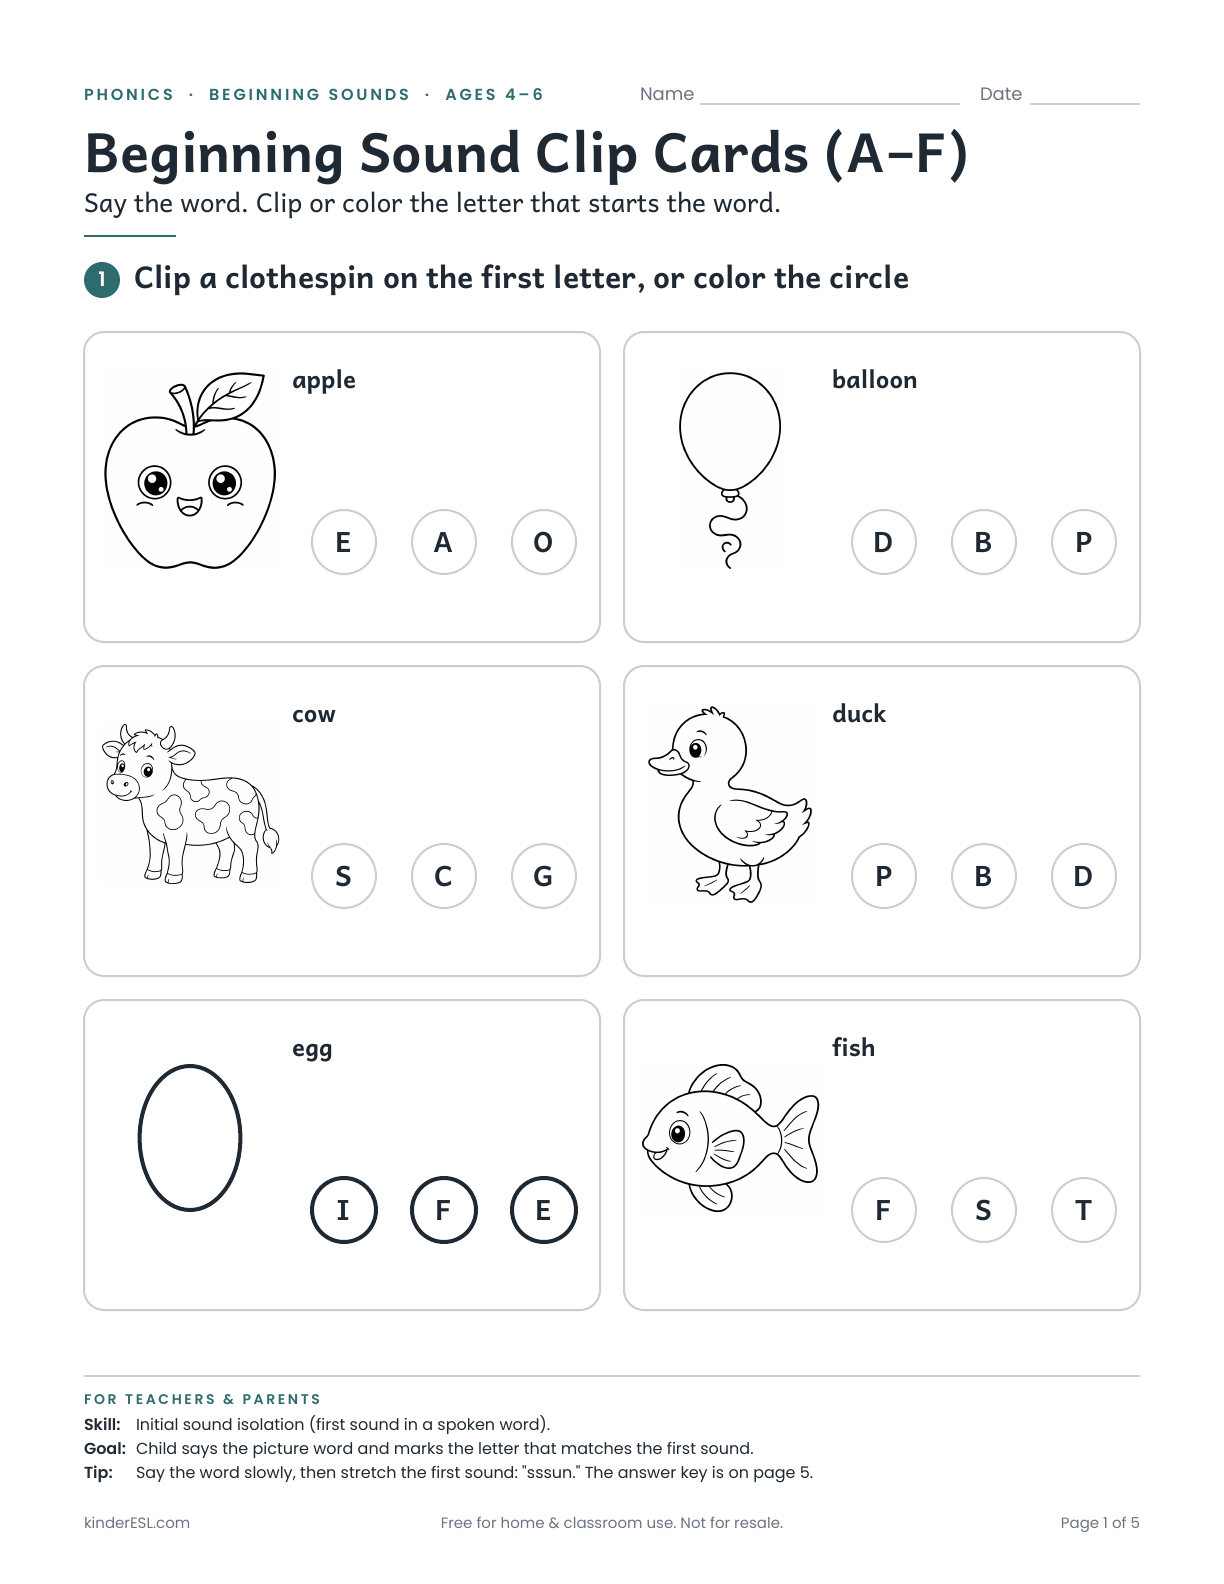 PHONICS · BEGINNING SOUNDS · AGES 4–6
Name
Date
Beginning Sound Clip Cards (A–F)
Say the word. Clip or color the letter that starts the word.
1 Clip a clothespin on the first letter, or color the circle
apple
E A O
balloon
D B P
cow
S C G
duck
P B D
egg
I F E
fish
F S T
FOR TEACHERS & PARENTS
Skill: Initial sound isolation (first sound in a spoken word).
Goal: Child says the picture word and marks the letter that matches the first sound.
Tip: Say the word slowly, then stretch the first sound: "sssun." The answer key is on page 5.
kinderESL.com
Free for home & classroom use. Not for resale.
Page 1 of 5